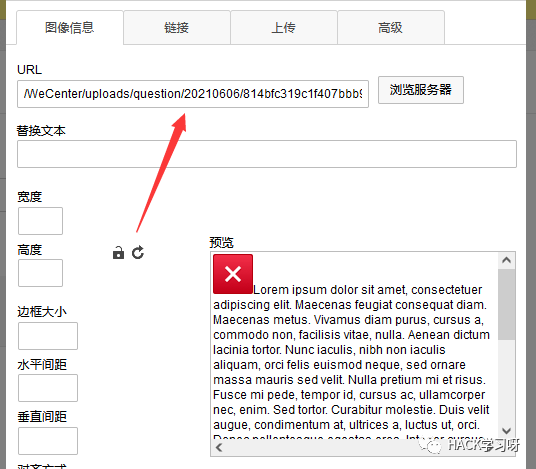 图像信息
链接
上传
高级
URL
/WeCenter/uploads/question/20210606/814bfc319c1f407bbb9
浏览服务器
替换文本
宽度
高度
预览
Lorem ipsum dolor sit amet, consectetuer
adipiscing elit. Maecenas feugiat consequat diam.
Maecenas metus. Vivamus diam purus, cursus a,
commodo non, facilisis vitae, nulla. Aenean dictum
lacinia tortor. Nunc iaculis, nibh non iaculis
aliquam, orci felis euismod neque, sed ornare
massa mauris sed velit. Nulla pretium mi et risus.
Fusce mi pede, tempor id, cursus ac, ullamcorper
nec, enim. Sed tortor. Curabitur molestie. Duis velit
augue, condimentum at, ultrices a, luctus ut, orci.
边框大小
水平间距
垂直间距
对齐方式
HACK学习呀